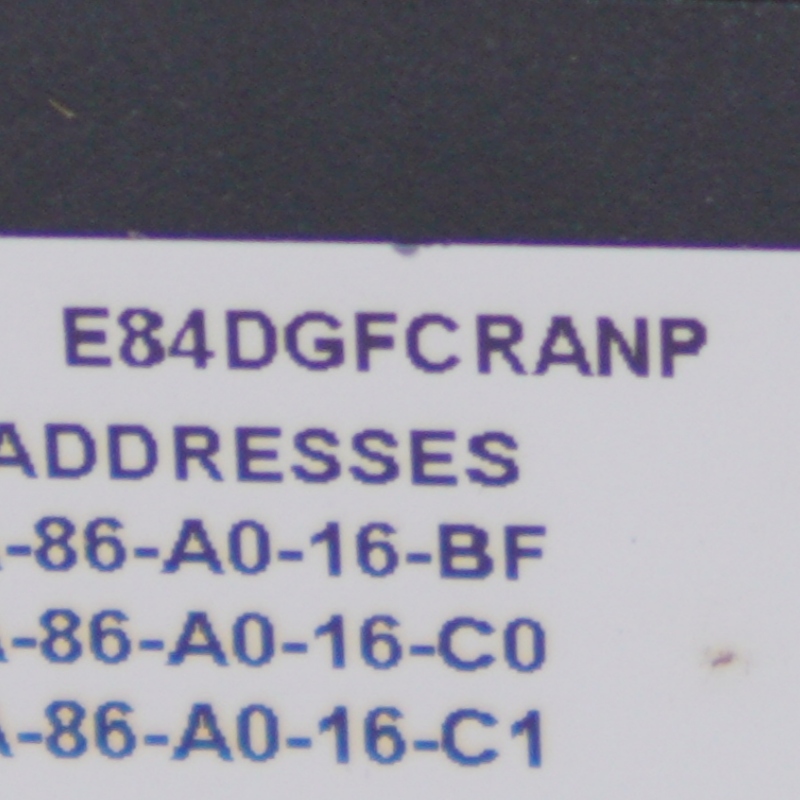 E84DGFCRANP
ADDRESSES
-86-A0-16-BF
-86-A0-16-C0
-86-A0-16-C1